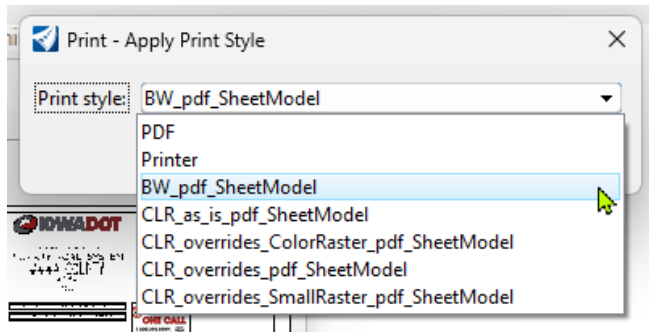 Print - Apply Print Style
Print style:
BW_pdf_SheetModel
PDF
Printer
BW_pdf_SheetModel
CLR_as_is_pdf_SheetModel
CLR_overrides_ColorRaster_pdf_SheetModel
CLR_overrides_pdf_SheetModel
CLR_overrides_SmallRaster_pdf_SheetModel
IOWADOT
ONE CALL